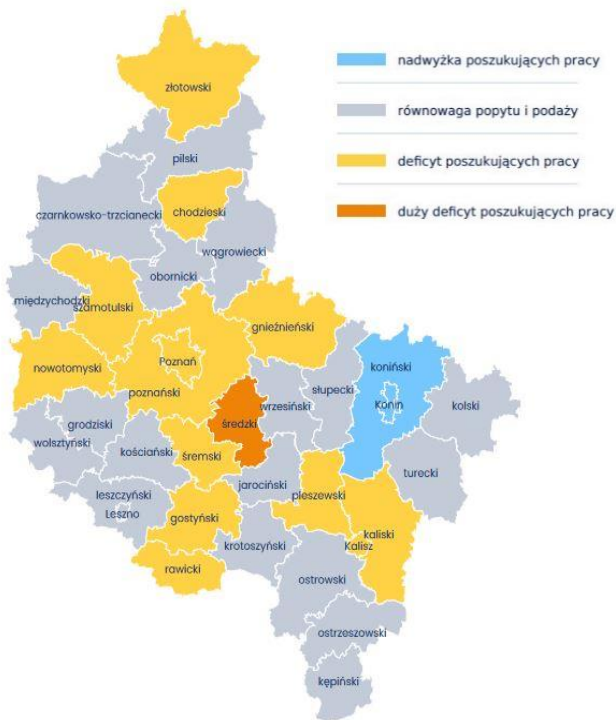 złotowski
nadwyżka poszukujących pracy
równowaga popytu i podaży
deficyt poszukujących pracy
duży deficyt poszukujących pracy
pilski
chodzieski
czarnkowsko-trzcianecki
wągrowiecki
obornicki
międzychodzki
szamotulski
gnieźnieński
nowotomyski
Poznań
poznański
koniński
słupecki
Konin
wrzesiński
kolski
średzki
grodziski
wolsztyński
kościański
śremski
turecki
jarociński
leszczyński
Leszno
pleszewski
gostyński
kaliski
krotoszyński
Kalisz
rawicki
ostrowski
ostrzeszowski
kępiński